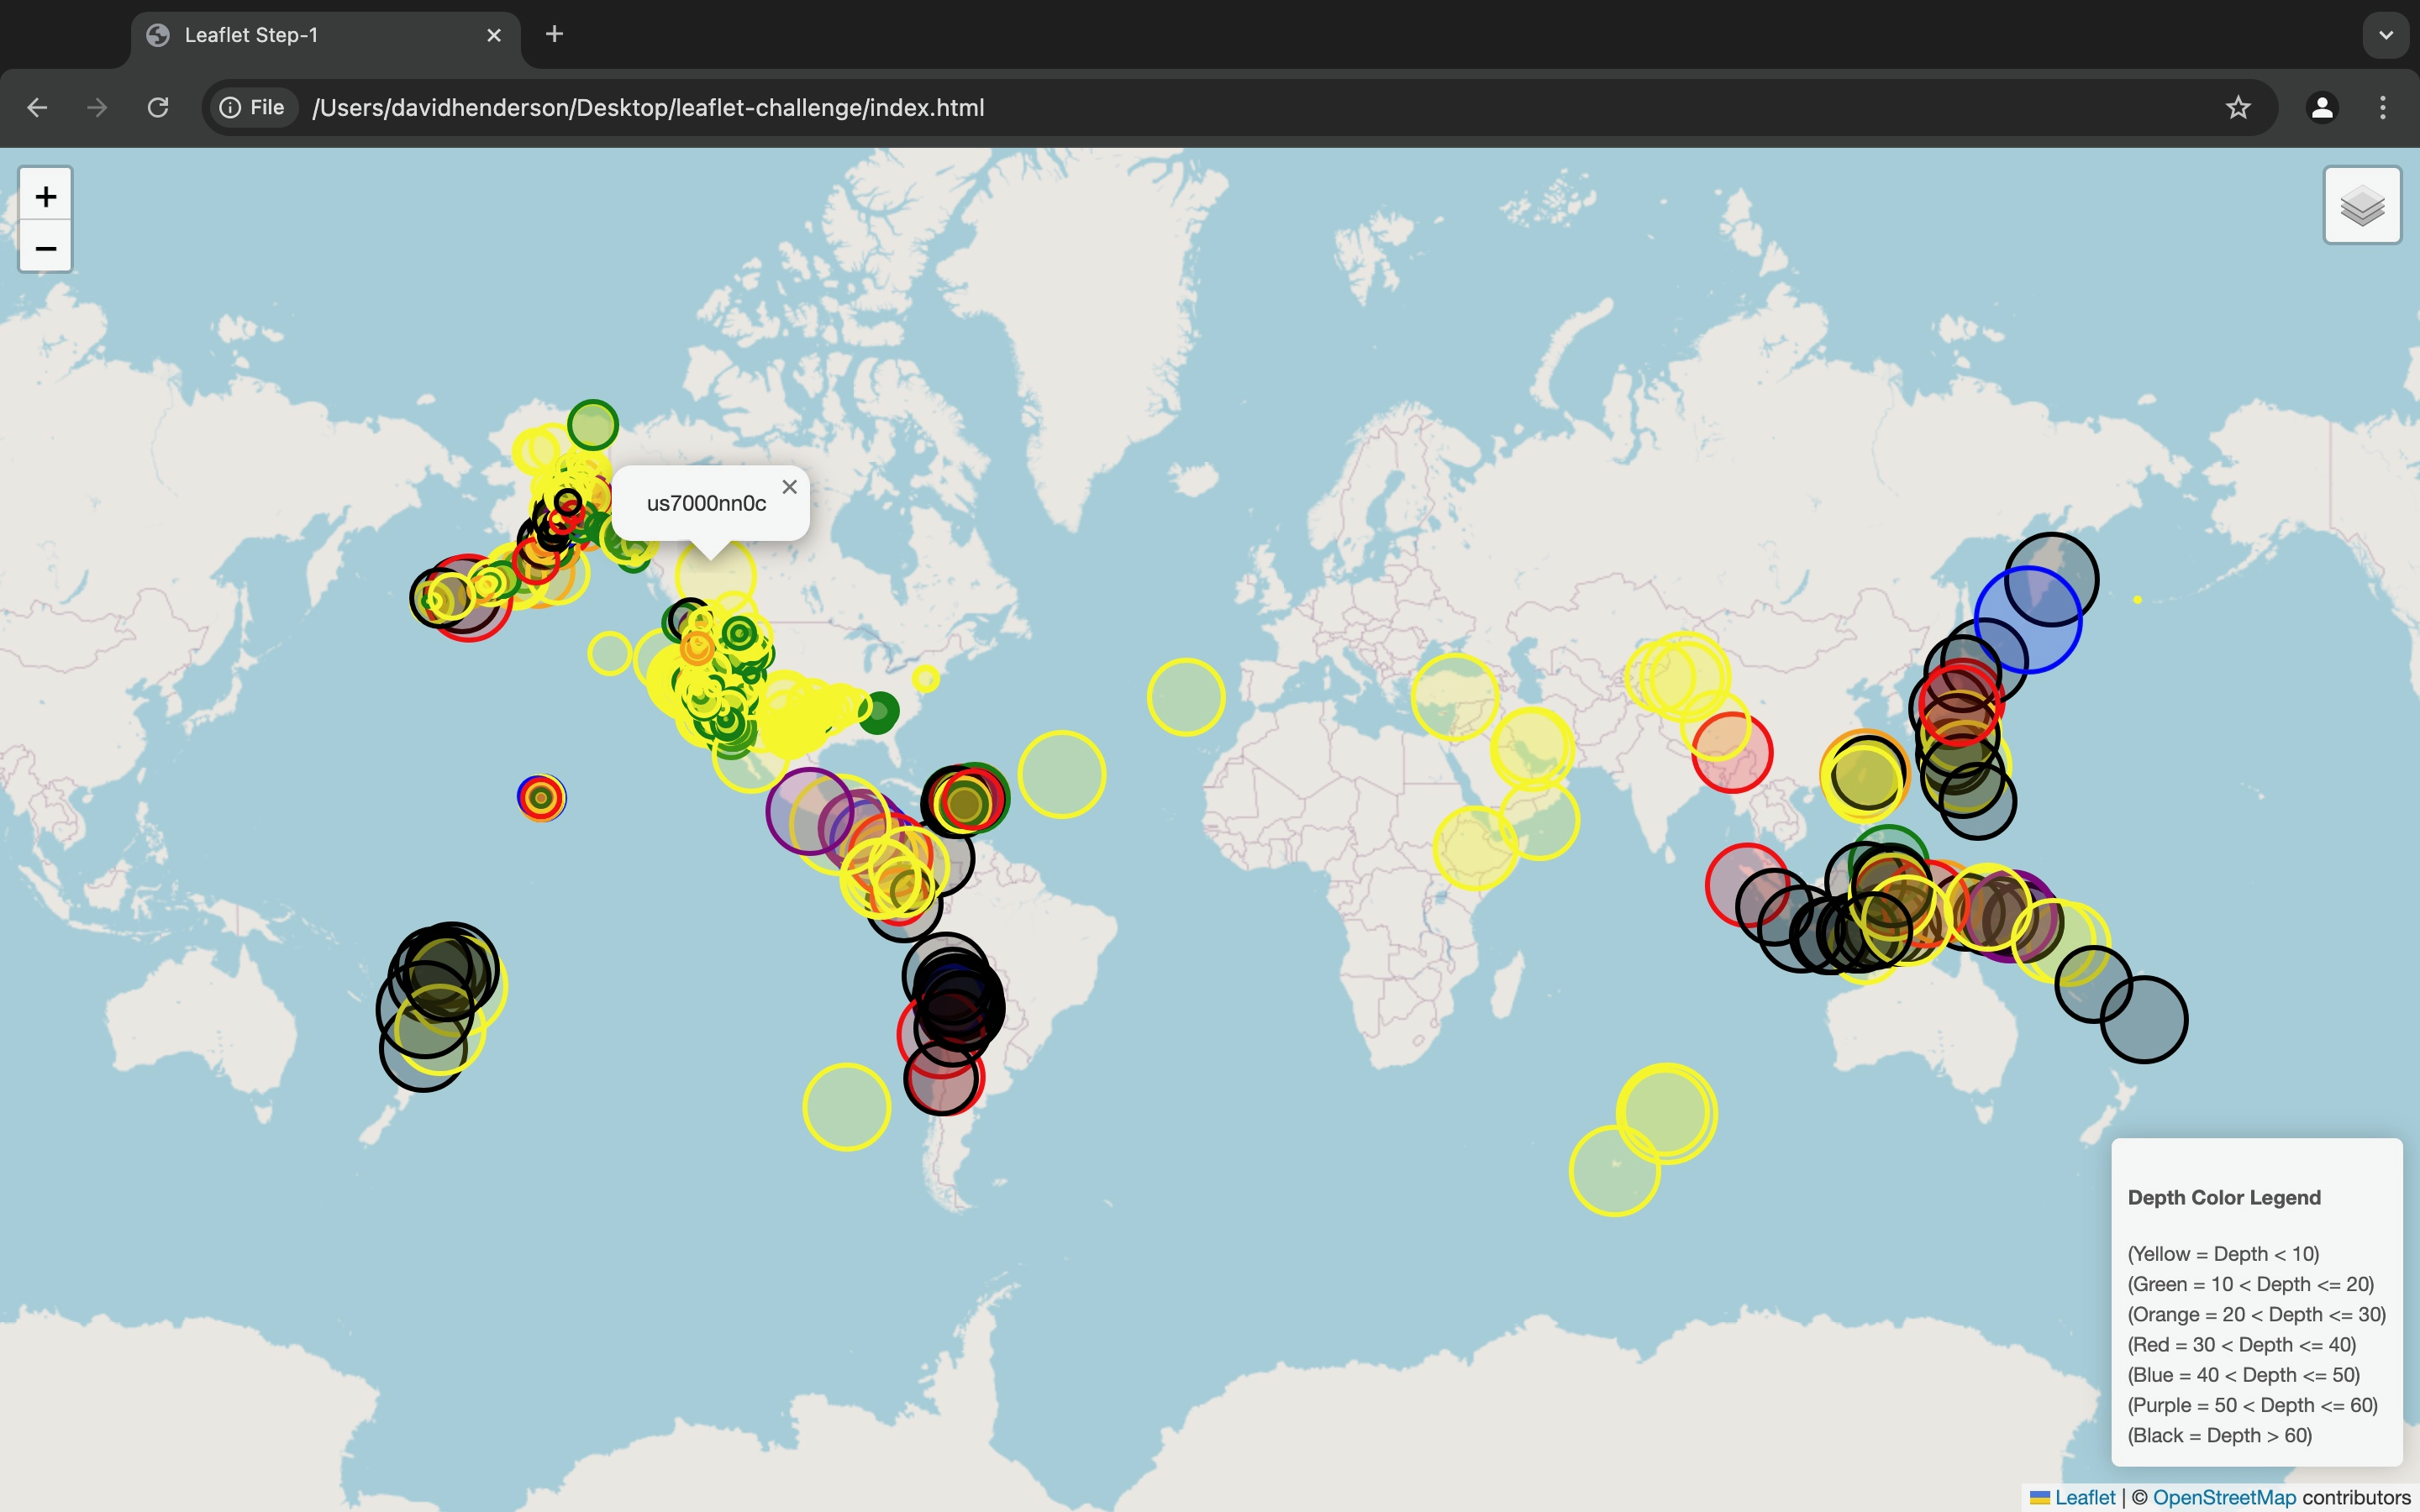 Leaflet Step-1
File /Users/davidhenderson/Desktop/leaflet-challenge/index.html
+
−
us7000nn0c
Depth Color Legend
(Yellow = Depth < 10)
(Green = 10 < Depth <= 20)
(Orange = 20 < Depth <= 30)
(Red = 30 < Depth <= 40)
(Blue = 40 < Depth <= 50)
(Purple = 50 < Depth <= 60)
(Black = Depth > 60)
Leaflet | © OpenStreetMap contributors